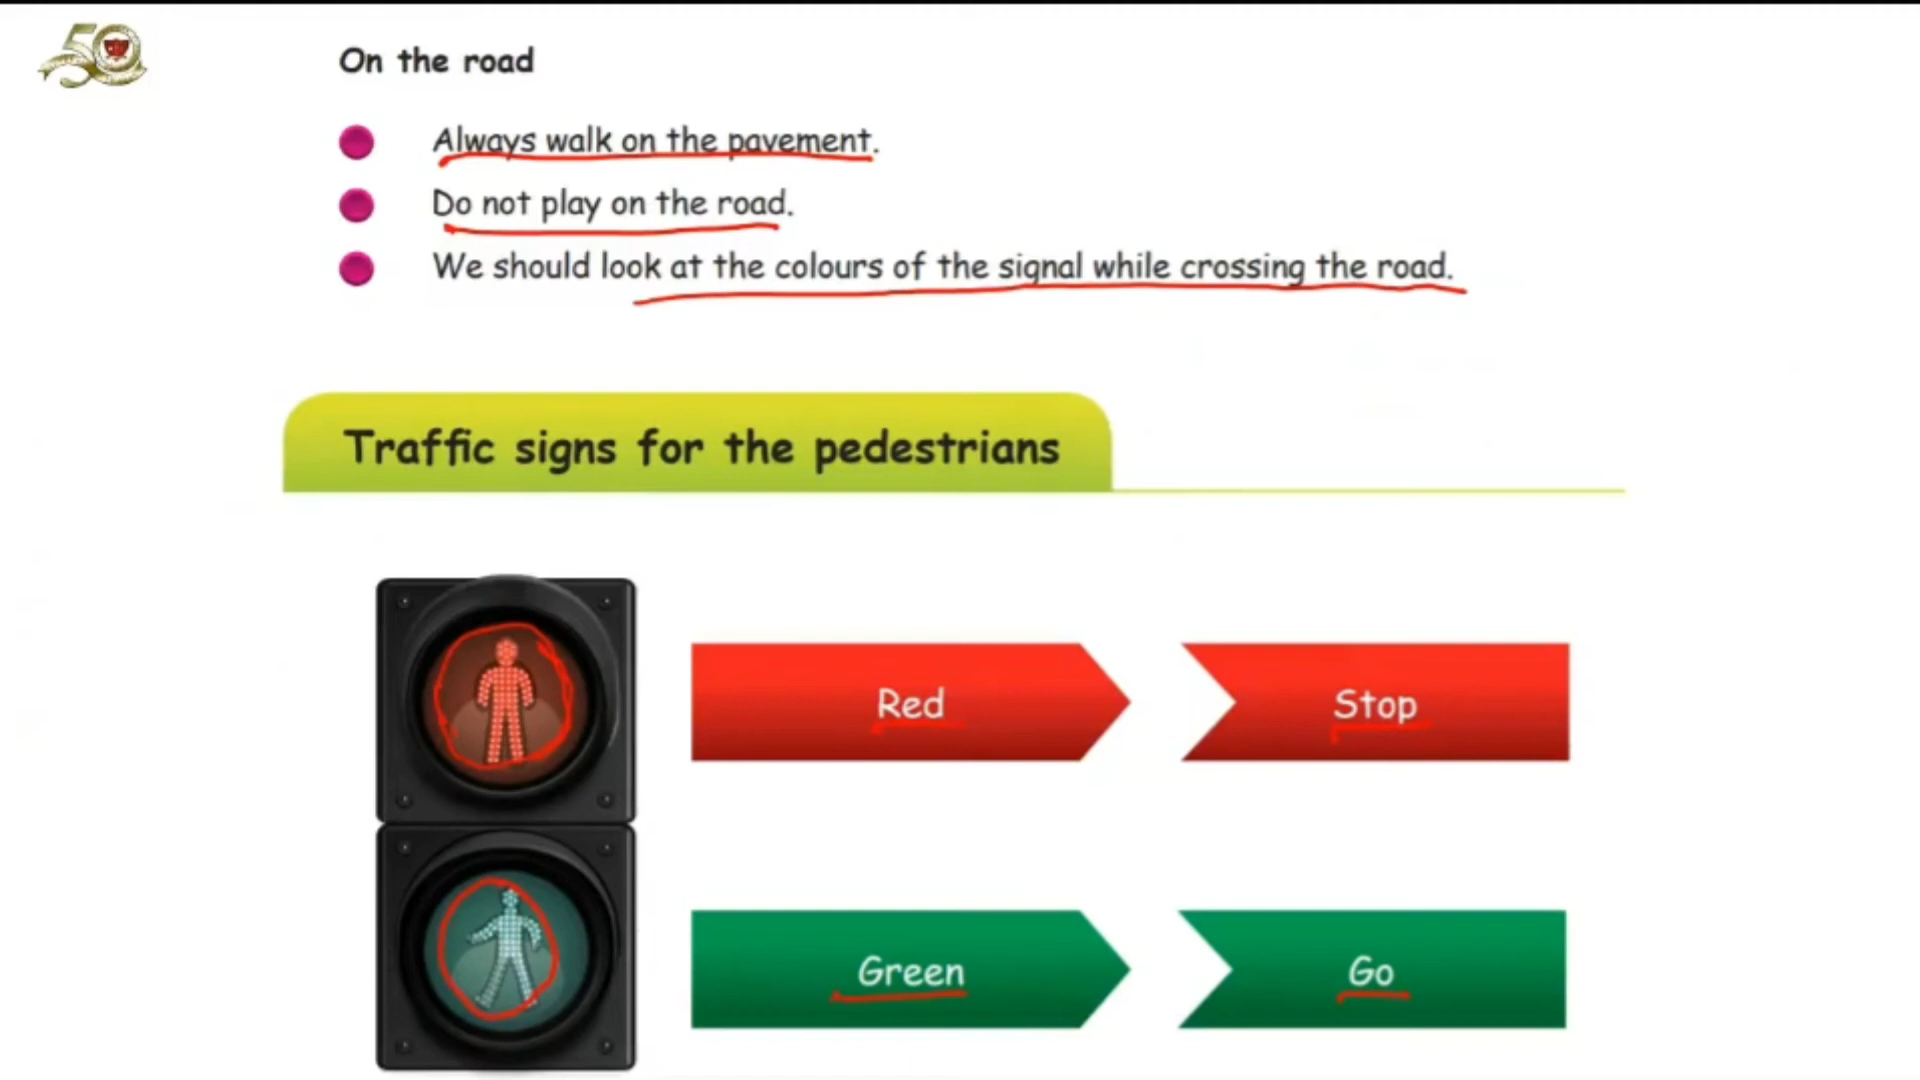 50
On the road
Always walk on the pavement.
Do not play on the road.
We should look at the colours of the signal while crossing the road.
Traffic signs for the pedestrians
Red
Stop
Green
Go